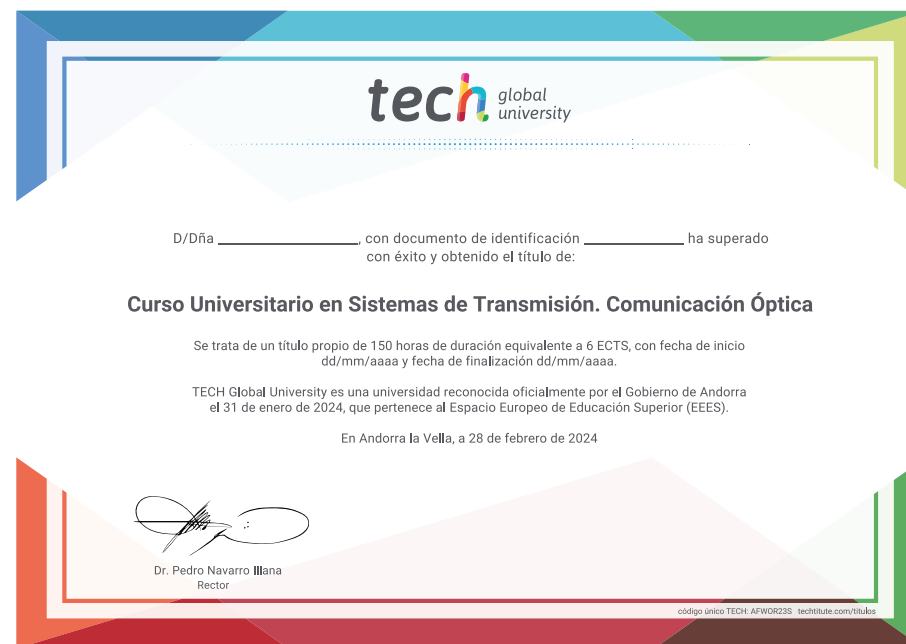 tech global university
D/Dña ____________________, con documento de identificación ______________ ha superado
con éxito y obtenido el título de:
Curso Universitario en Sistemas de Transmisión. Comunicación Óptica
Se trata de un título propio de 150 horas de duración equivalente a 6 ECTS, con fecha de inicio
dd/mm/aaaa y fecha de finalización dd/mm/aaaa.
TECH Global University es una universidad reconocida oficialmente por el Gobierno de Andorra
el 31 de enero de 2024, que pertenece al Espacio Europeo de Educación Superior (EEES).
En Andorra la Vella, a 28 de febrero de 2024
Dr. Pedro Navarro Illana
Rector
código único TECH: AFWOR23S techtitute.com/titulos